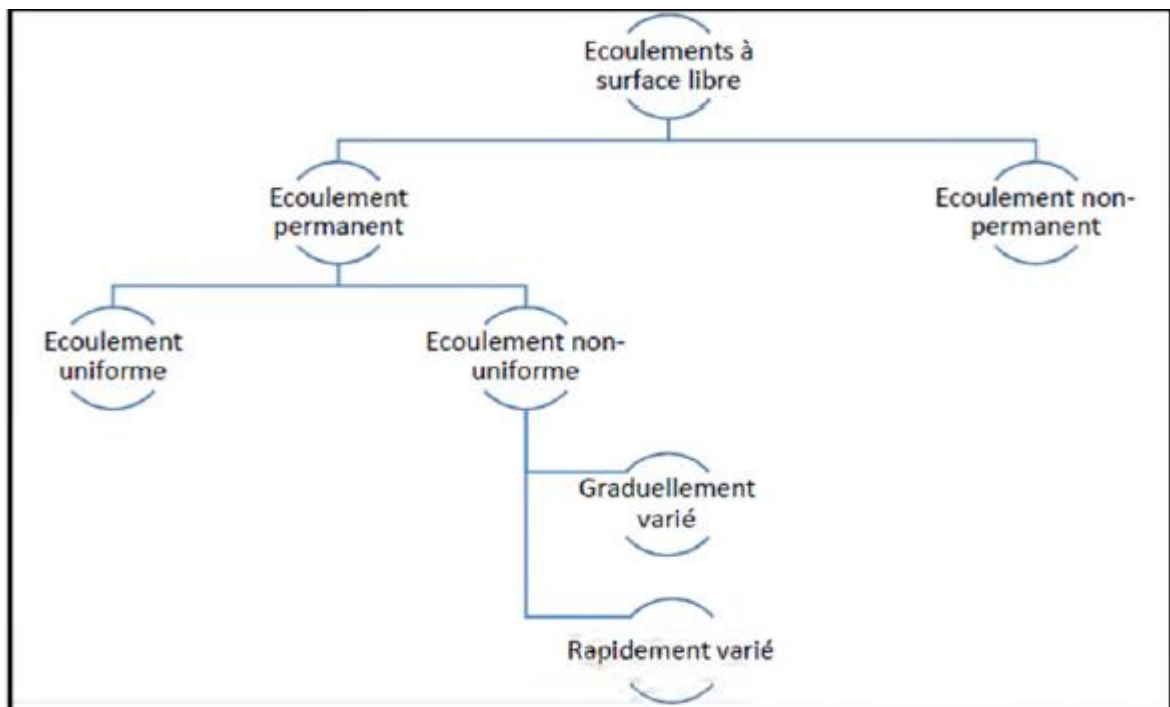 Ecoulements à
surface libre
Ecoulement
permanent
Ecoulement non-
permanent
Ecoulement
uniforme
Ecoulement non-
uniforme
Graduellement
varié
Rapidement varié